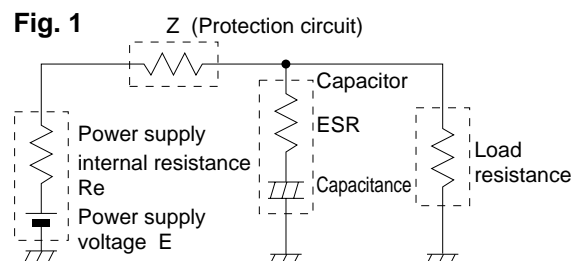 Fig. 1
Z (Protection circuit)
Capacitor
ESR
Capacitance
Power supply
internal resistance
Re
Power supply
voltage E
Load
resistance